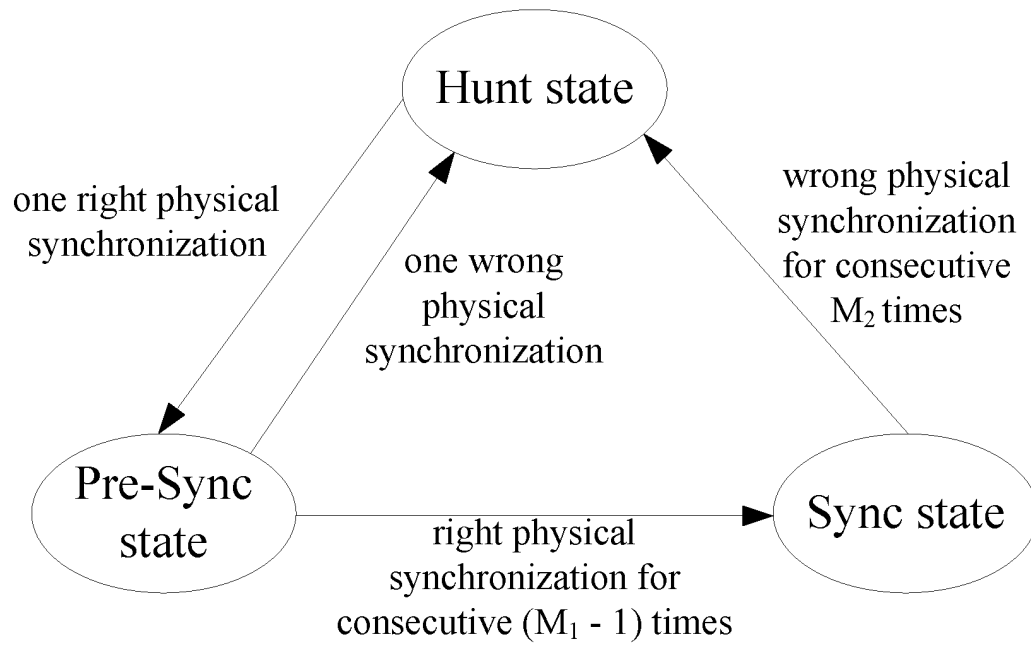 Hunt state
one right physical
synchronization
one wrong
physical
synchronization
wrong physical
synchronization
for consecutive
M₂ times
Pre-Sync
state
right physical
synchronization for
consecutive (M₁ - 1) times
Sync state